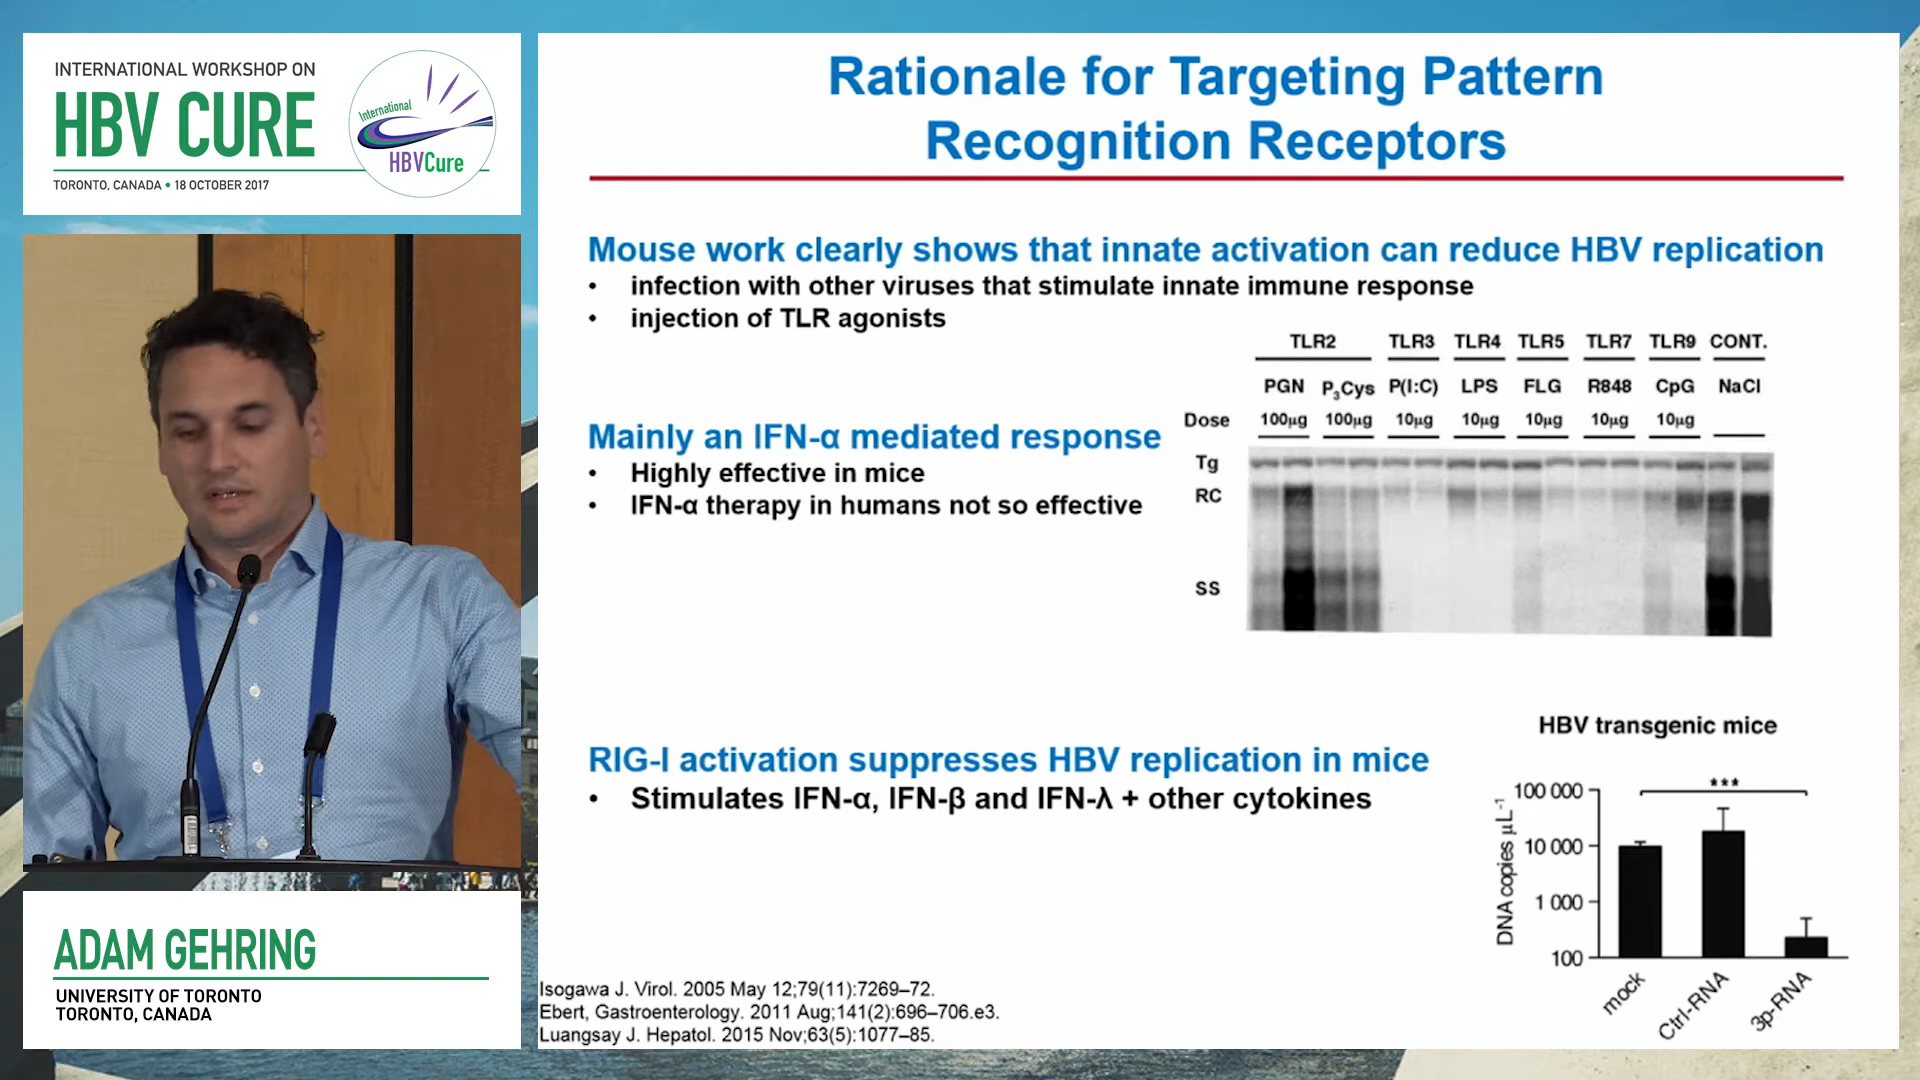 INTERNATIONAL WORKSHOP ON
HBV CURE
TORONTO, CANADA • 18 OCTOBER 2017
International
HBVCure
Rationale for Targeting Pattern
Recognition Receptors
Mouse work clearly shows that innate activation can reduce HBV replication
• infection with other viruses that stimulate innate immune response
• injection of TLR agonists
TLR2 TLR3 TLR4 TLR5 TLR7 TLR9 CONT.
PGN P3Cys P(I:C) LPS FLG R848 CpG NaCl
Dose 100µg 100µg 10µg 10µg 10µg 10µg 10µg
Tg
RC
SS
Mainly an IFN-α mediated response
• Highly effective in mice
• IFN-α therapy in humans not so effective
RIG-I activation suppresses HBV replication in mice
• Stimulates IFN-α, IFN-β and IFN-λ + other cytokines
HBV transgenic mice
***
DNA copies µL-1
100 000
10 000
1 000
100
mock
Ctrl-RNA
3p-RNA
Isogawa J. Virol. 2005 May 12;79(11):7269–72.
Ebert, Gastroenterology. 2011 Aug;141(2):696–706.e3.
Luangsay J. Hepatol. 2015 Nov;63(5):1077–85.
ADAM GEHRING
UNIVERSITY OF TORONTO
TORONTO, CANADA